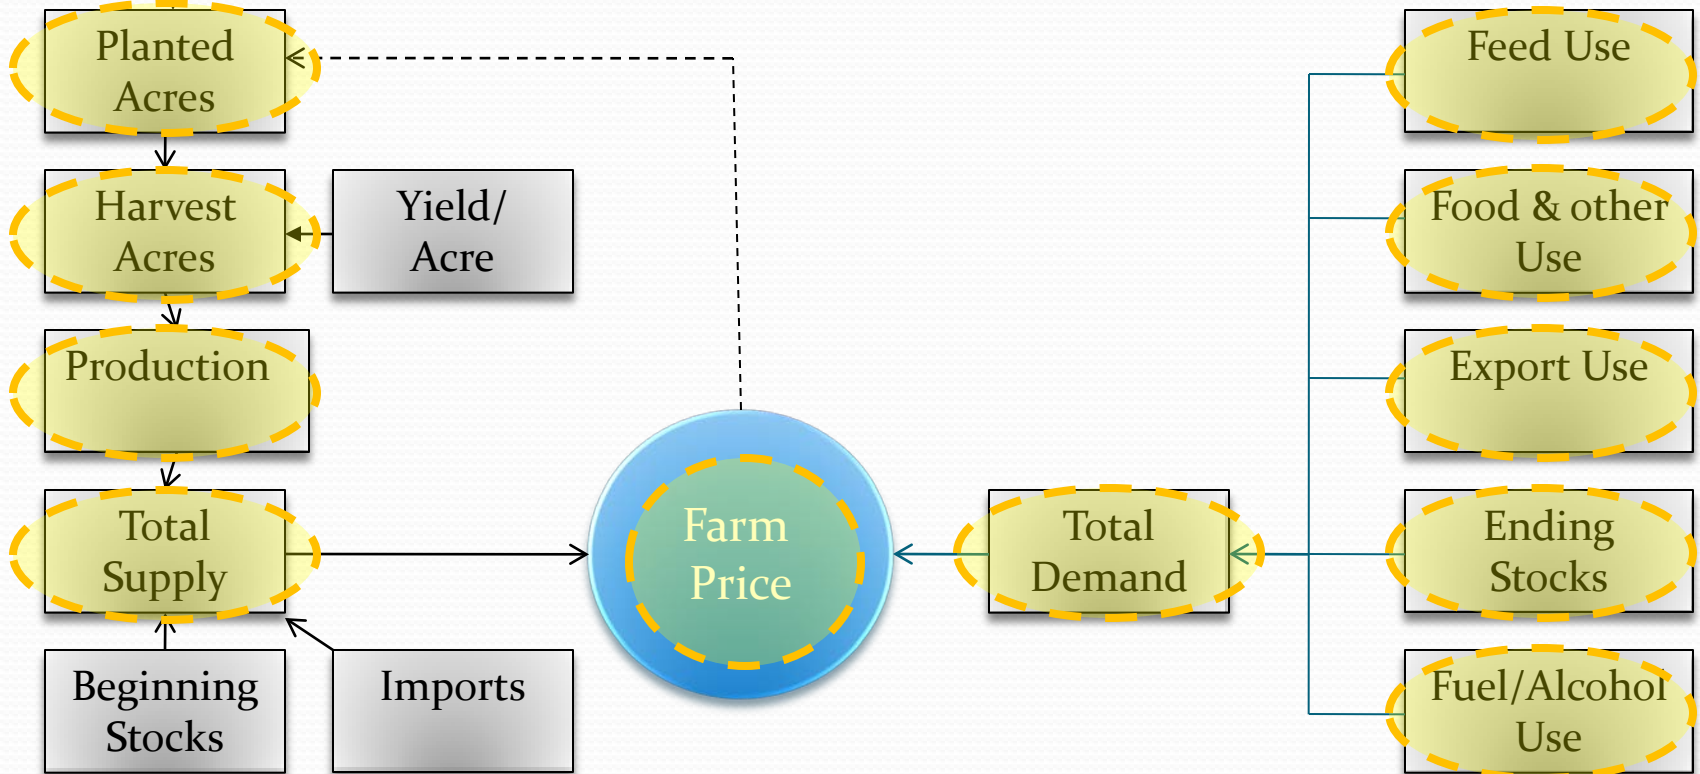 Planted
Acres
Harvest
Acres
Yield/
Acre
Production
Total
Supply
Beginning
Stocks
Imports
Farm
Price
Total
Demand
Feed Use
Food & other
Use
Export Use
Ending
Stocks
Fuel/Alcohol
Use